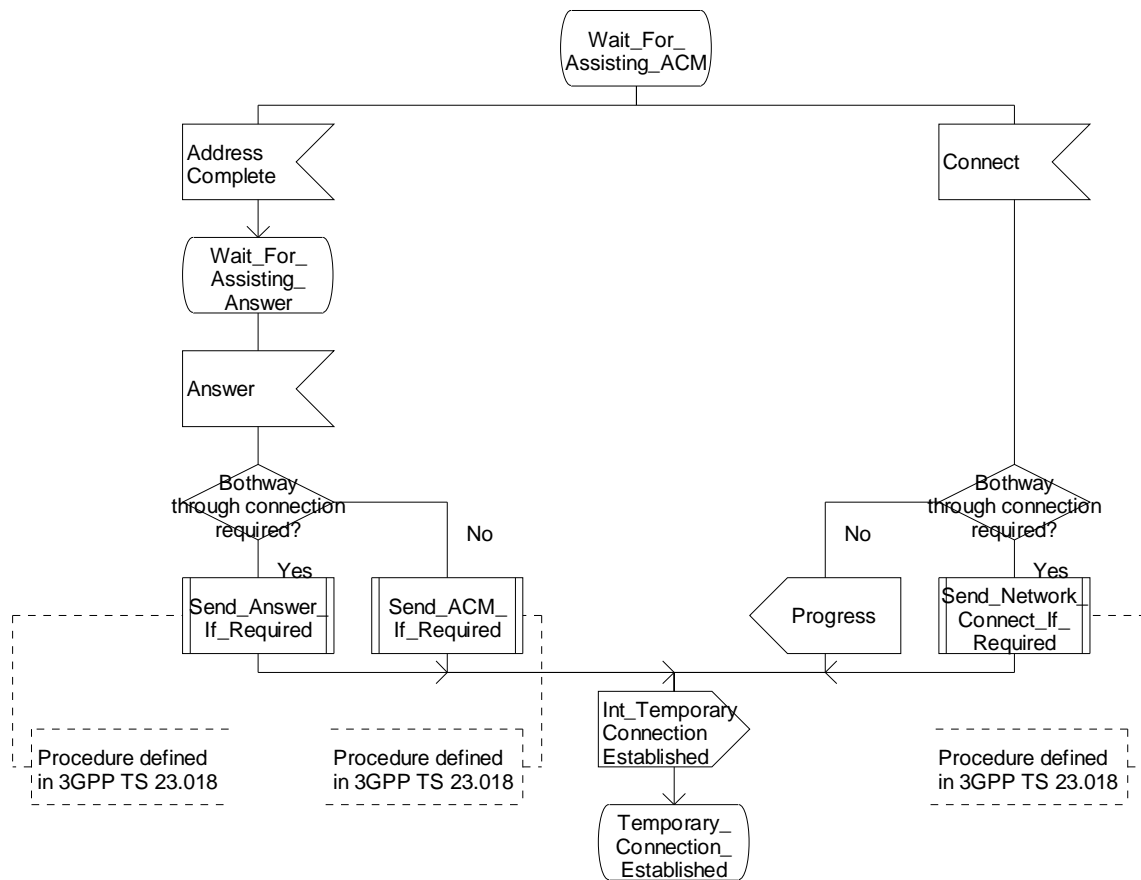 Wait_For_
Assisting_ACM
Address
Complete
Connect
Wait_For_
Assisting_
Answer
Answer
Bothway
through connection
required?
No
Yes
Bothway
through connection
required?
No
Yes
Send_Answer_
If_Required
Send_ACM_
If_Required
Progress
Send_Network_
Connect_If_
Required
Int_Temporary
Connection
Established
Procedure defined
in 3GPP TS 23.018
Procedure defined
in 3GPP TS 23.018
Procedure defined
in 3GPP TS 23.018
Temporary_
Connection_
Established